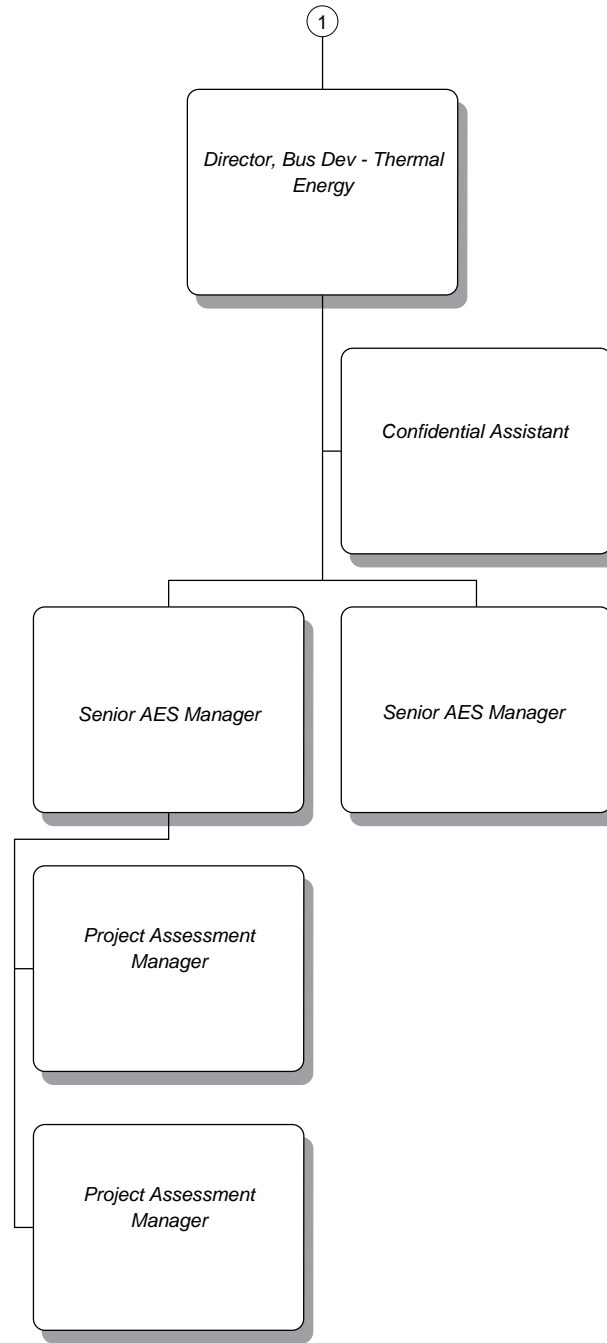 1
Director, Bus Dev - Thermal
Energy
Confidential Assistant
Senior AES Manager
Senior AES Manager
Project Assessment
Manager
Project Assessment
Manager